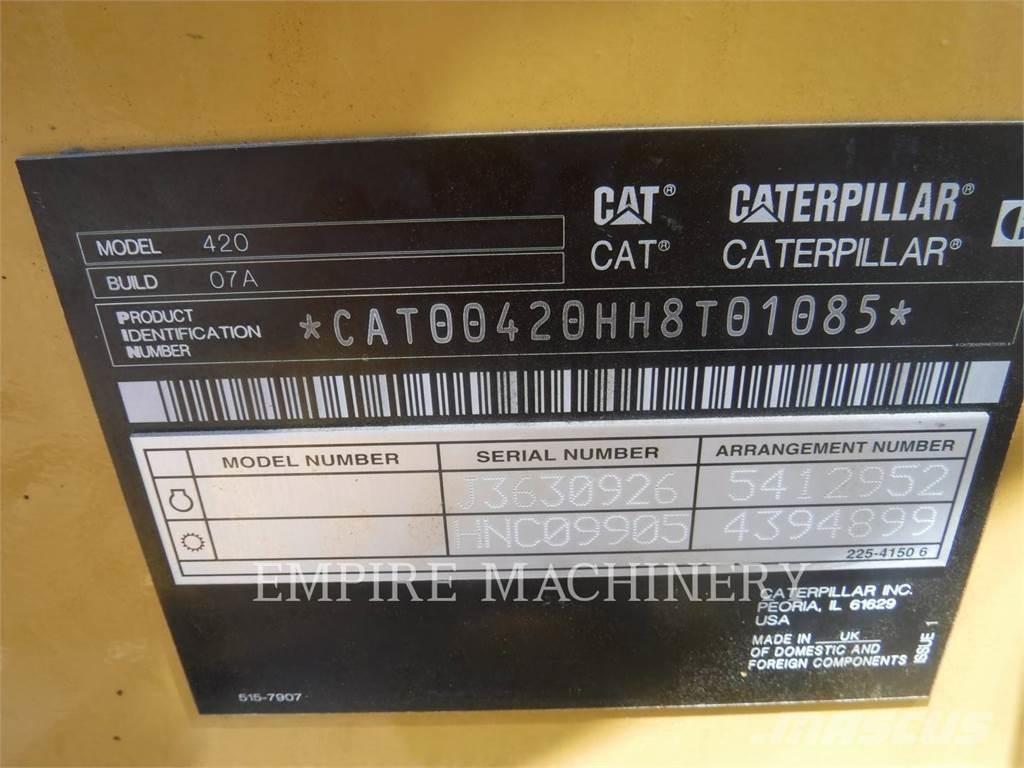 CAT® CATERPILLAR®
CAT® CATERPILLAR®
MODEL 420
BUILD 07A
PRODUCT
IDENTIFICATION
NUMBER
*CAT00420HH8T01085*
MODEL NUMBER SERIAL NUMBER ARRANGEMENT NUMBER
J3630926 5412952
HNC09905 4394899
225-4150 6
EMPIRE MACHINERY
CATERPILLAR INC.
PEORIA, IL 61629
USA
MADE IN UK
OF DOMESTIC AND
FOREIGN COMPONENTS
ISSUE 1
515-7907
MASCUS